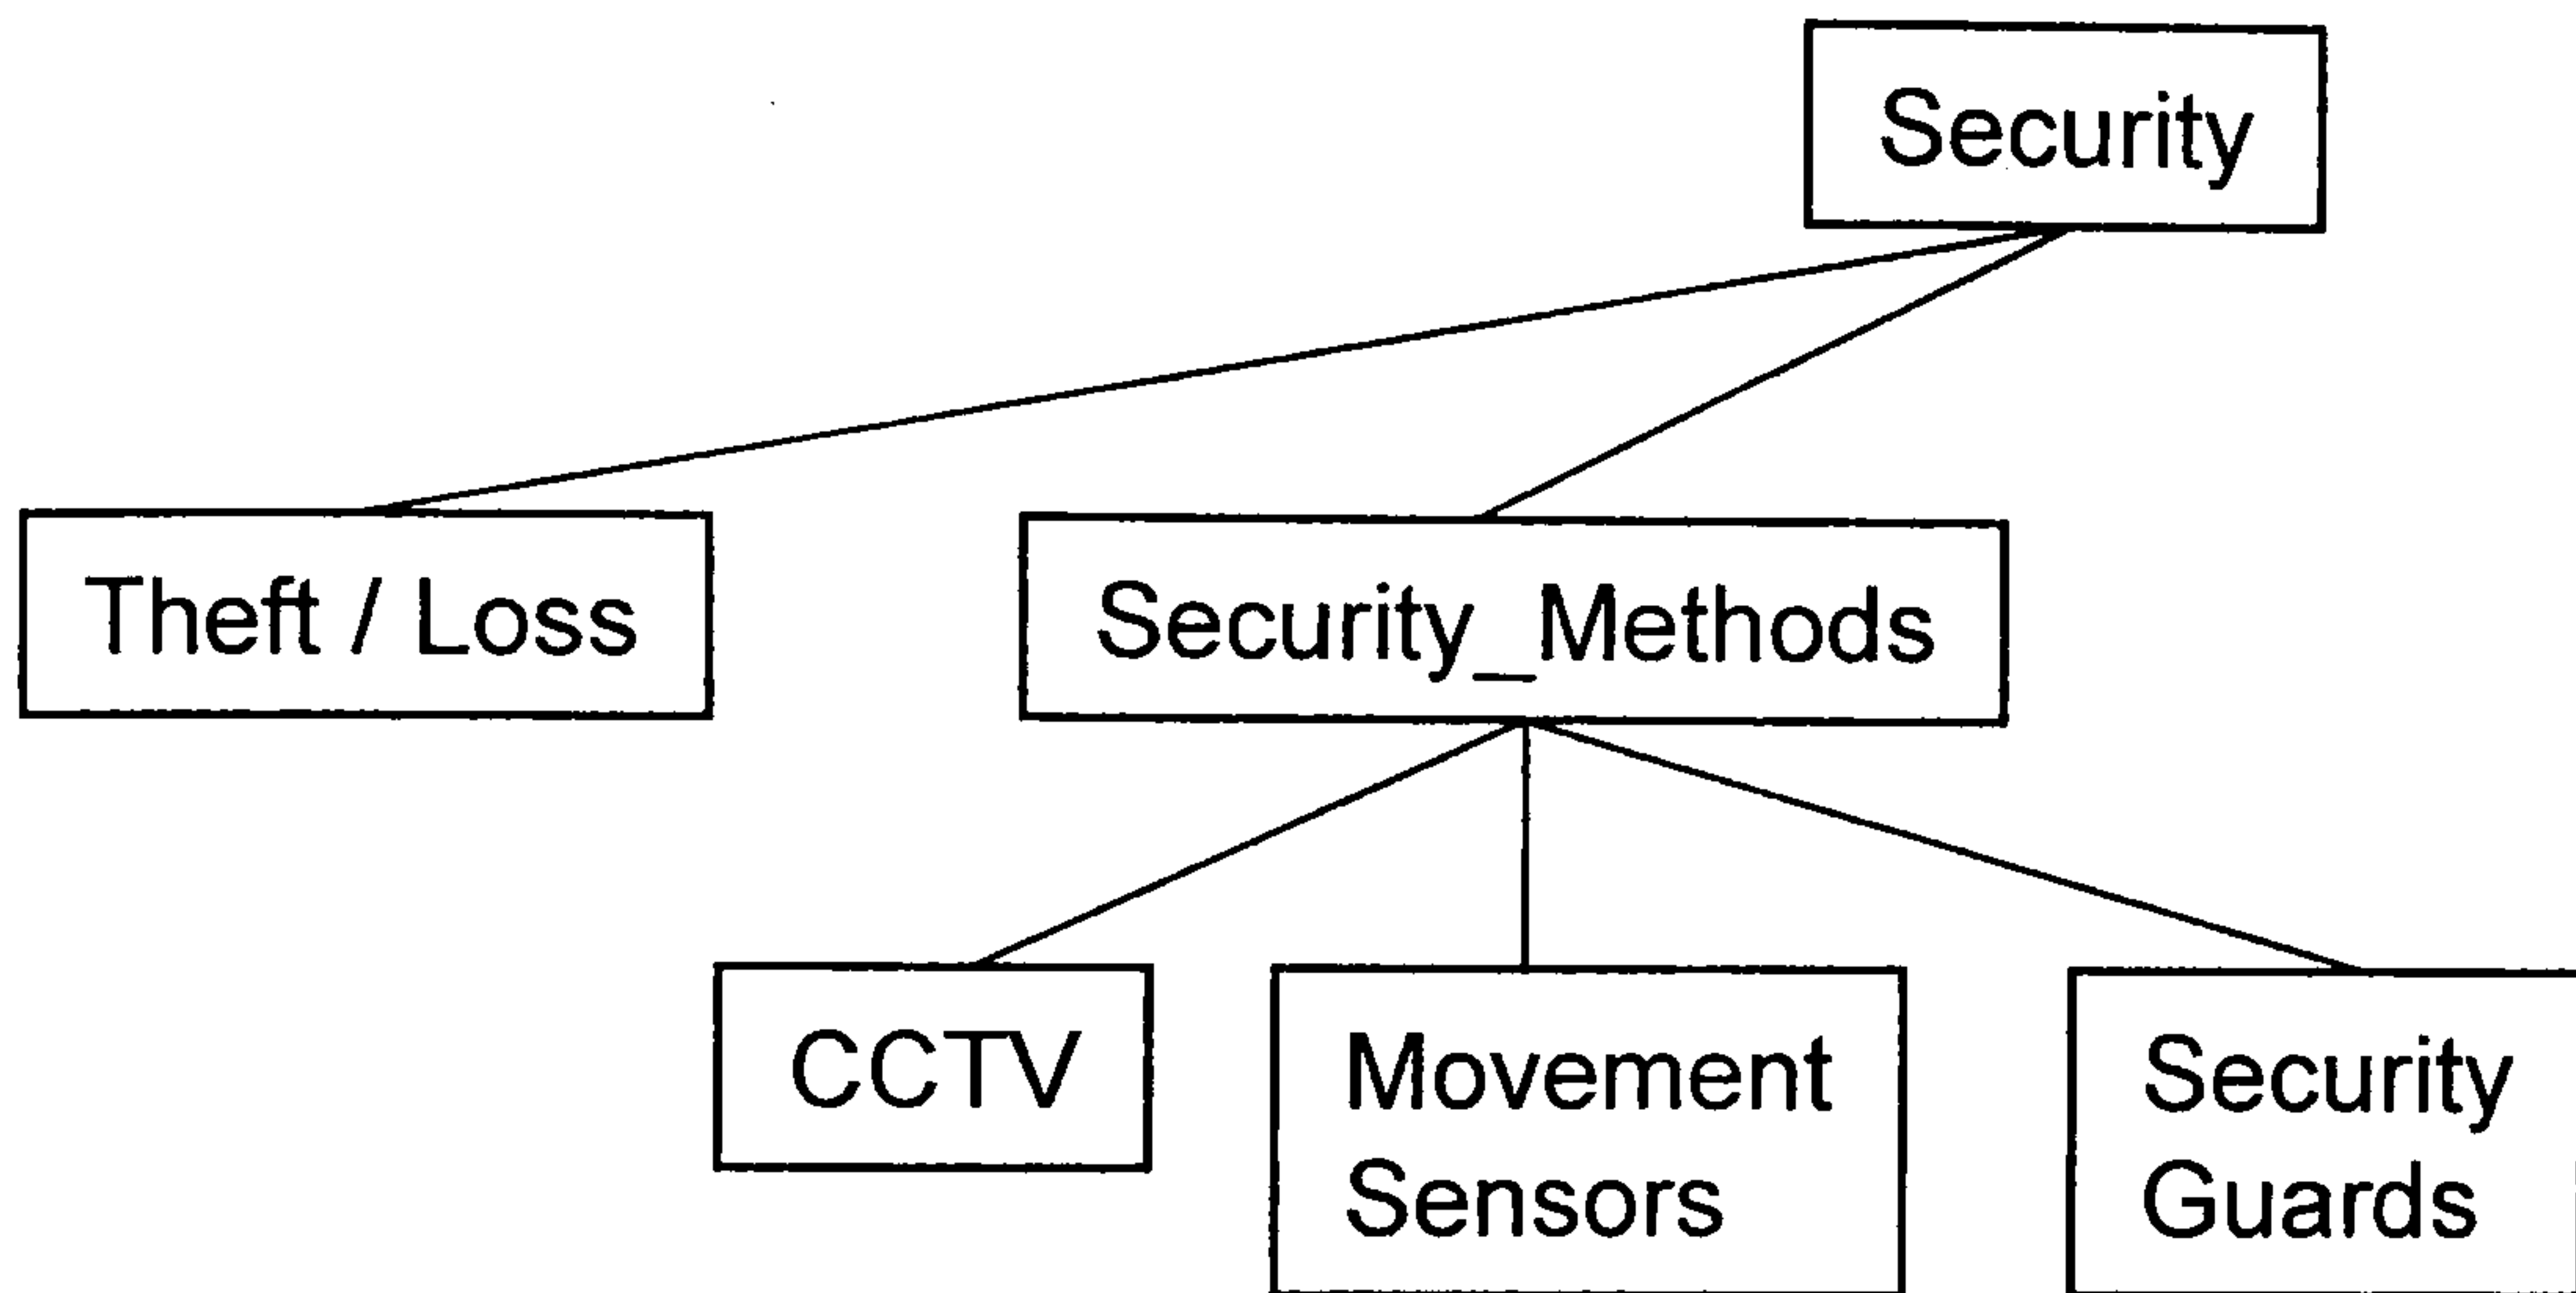 Security
Theft / Loss
Security_Methods
CCTV
Movement
Sensors
Security
Guards